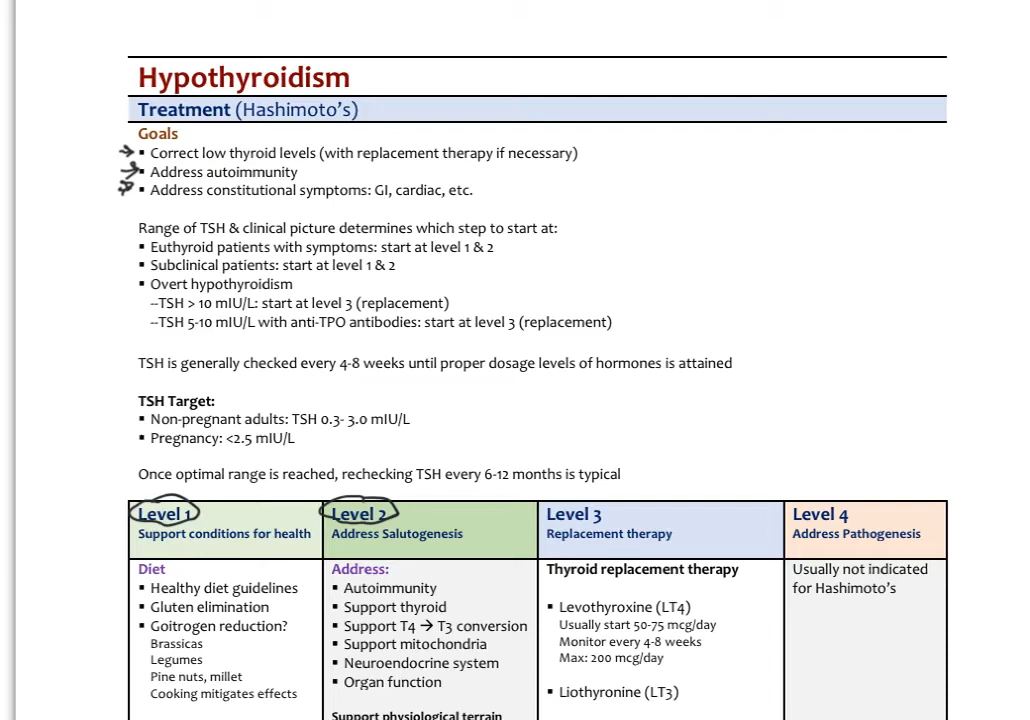 Hypothyroidism
Treatment (Hashimoto's)
Goals
▪ Correct low thyroid levels (with replacement therapy if necessary)
▪ Address autoimmunity
▪ Address constitutional symptoms: GI, cardiac, etc.
Range of TSH & clinical picture determines which step to start at:
▪ Euthyroid patients with symptoms: start at level 1 & 2
▪ Subclinical patients: start at level 1 & 2
▪ Overt hypothyroidism
--TSH > 10 mIU/L: start at level 3 (replacement)
--TSH 5-10 mIU/L with anti-TPO antibodies: start at level 3 (replacement)
TSH is generally checked every 4-8 weeks until proper dosage levels of hormones is attained
TSH Target:
▪ Non-pregnant adults: TSH 0.3- 3.0 mIU/L
▪ Pregnancy: <2.5 mIU/L
Once optimal range is reached, rechecking TSH every 6-12 months is typical
Level 1
Support conditions for health
Diet
▪ Healthy diet guidelines
▪ Gluten elimination
▪ Goitrogen reduction?
Brassicas
Legumes
Pine nuts, millet
Cooking mitigates effects
Level 2
Address Salutogenesis
Address:
▪ Autoimmunity
▪ Support thyroid
▪ Support T4 → T3 conversion
▪ Support mitochondria
▪ Neuroendocrine system
▪ Organ function
Support physiological terrain
Level 3
Replacement therapy
Thyroid replacement therapy
▪ Levothyroxine (LT4)
Usually start 50-75 mcg/day
Monitor every 4-8 weeks
Max: 200 mcg/day
▪ Liothyronine (LT3)
Level 4
Address Pathogenesis
Usually not indicated
for Hashimoto's